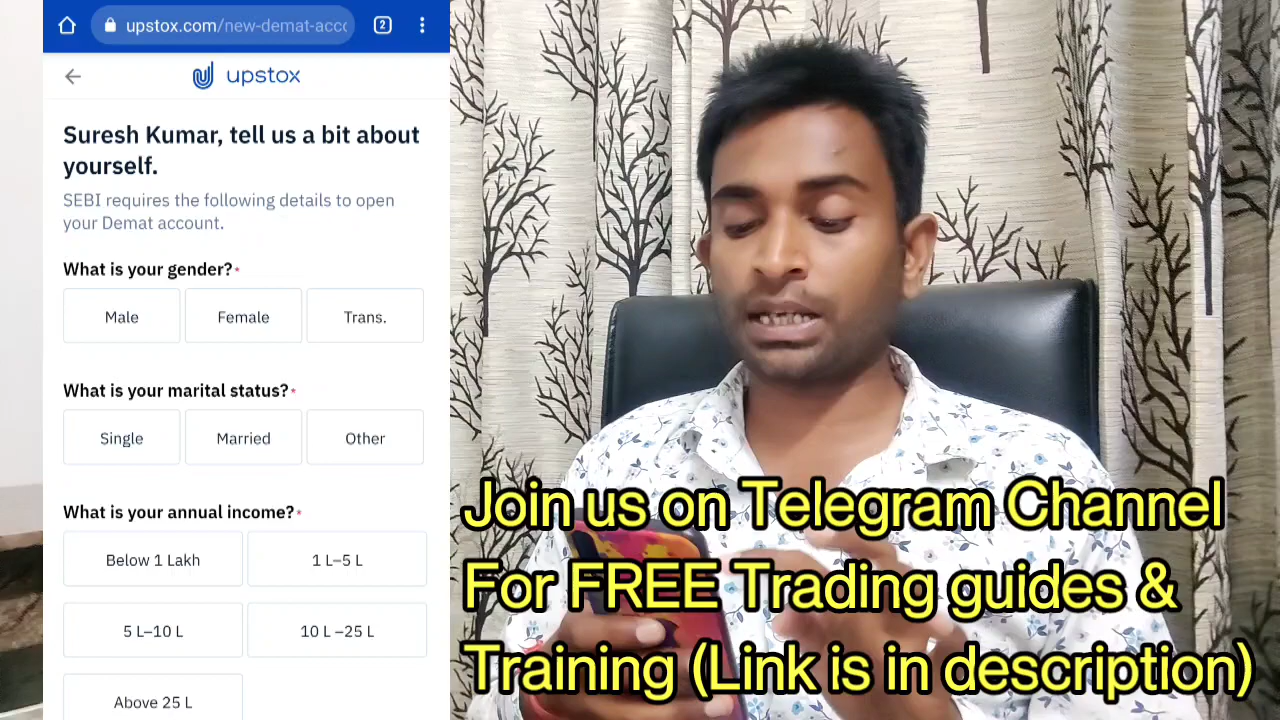 2
upstox.com/new-demat-acc
upstox
Suresh Kumar, tell us a bit about
yourself.
SEBI requires the following details to open
your Demat account.
What is your gender?*
Male
Female
Trans.
What is your marital status?*
Single
Married
Other
What is your annual income?*
Below 1 Lakh
1 L–5 L
5 L–10 L
10 L –25 L
Above 25 L
Join us on Telegram Channel
For FREE Trading guides &
Training (Link is in description)